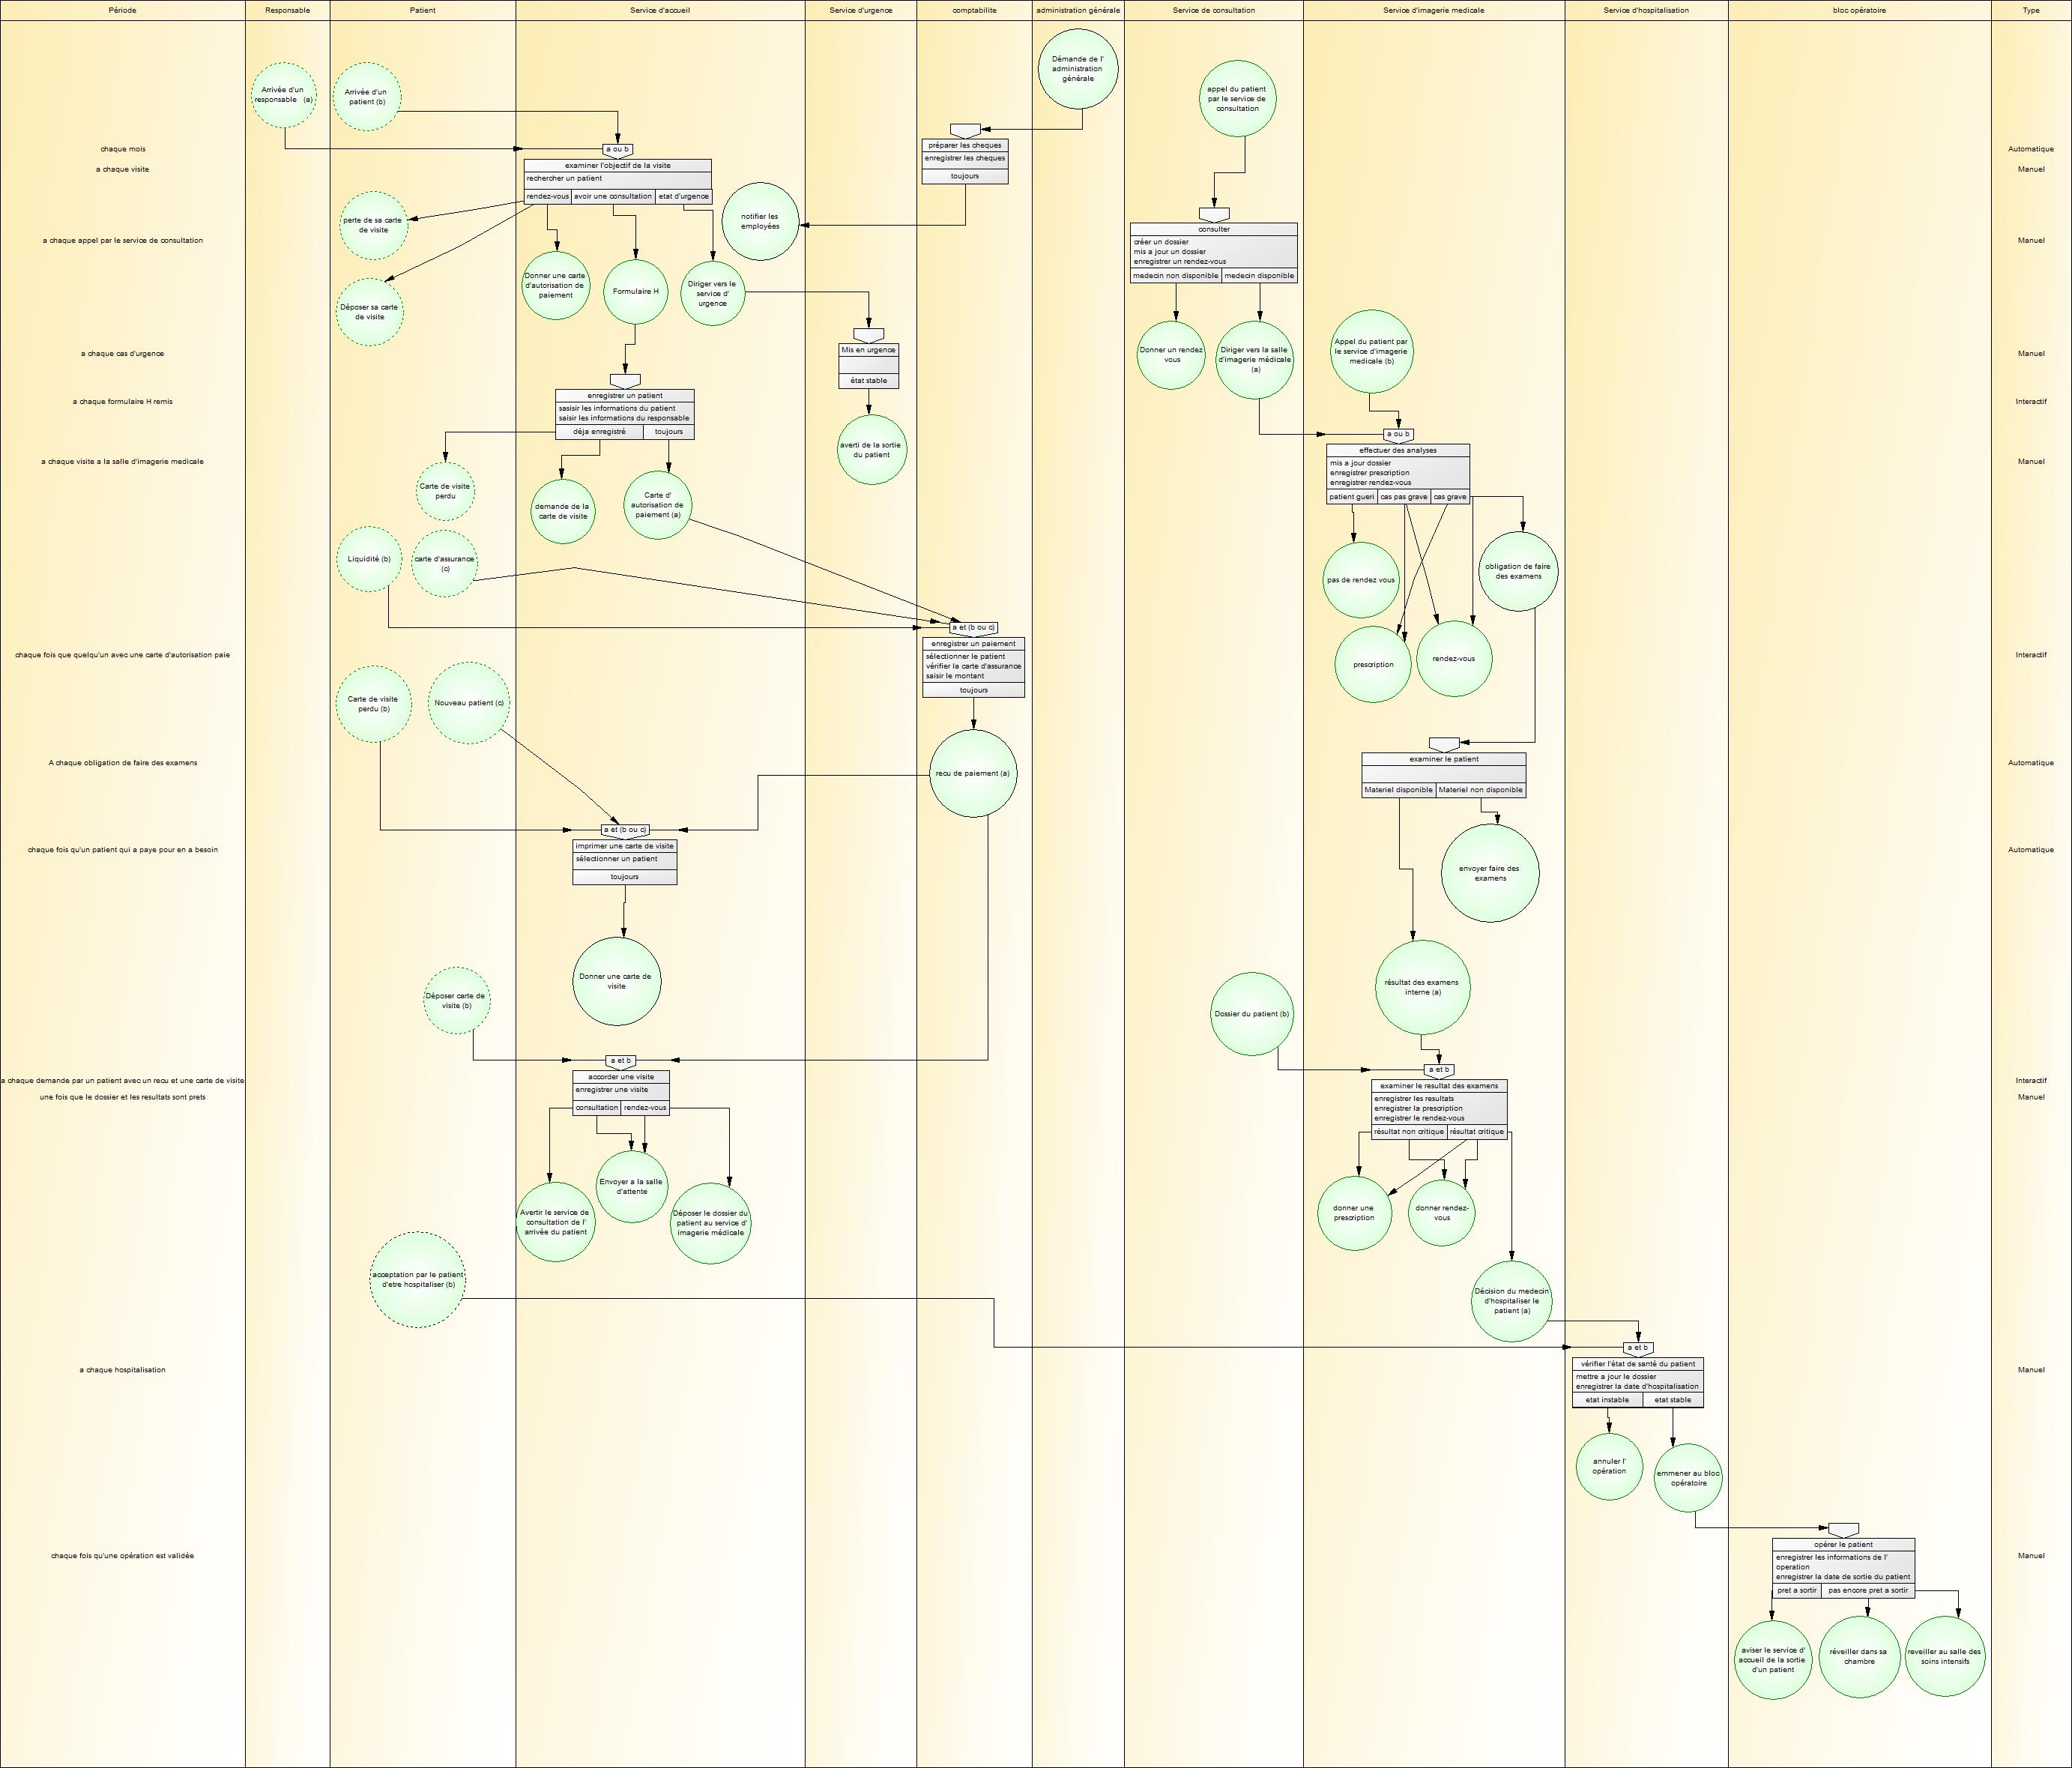 Période
Responsable
Patient
Service d'accueil
Service d'urgence
comptabilite
administration générale
Service de consultation
Service d'imagerie medicale
Service d'hospitalisation
bloc opératoire
Type
Démande de l'
administration
générale
Arrivée d'un
responsable (a)
Arrivée d'un
patient (b)
appel du patient
par le service de
consultation
chaque mois
a ou b
préparer les cheques
enregistrer les cheques
toujours
Automatique
a chaque visite
examiner l'objectif de la visite
rechercher un patient
rendez-vous
avoir une consultation
etat d'urgence
Manuel
perte de sa carte
de visite
notifier les
employées
a chaque appel par le service de consultation
consulter
créer un dossier
mis a jour un dossier
enregistrer un rendez-vous
medecin non disponible
medecin disponible
Manuel
Déposer sa carte
de visite
Donner une carte
d'autorisation de
paiement
Formulaire H
Diriger vers le
service d'
urgence
a chaque cas d'urgence
Mis en urgence
état stable
Donner un rendez
vous
Diriger vers la salle
d'imagerie médicale
(a)
Appel du patient par
le service d'imagerie
medicale (b)
Manuel
a chaque formulaire H remis
enregistrer un patient
sasisir les informations du patient
saisir les informations du responsable
déja enregistré
toujours
Interactif
averti de la sortie
du patient
a ou b
a chaque visite a la salle d'imagerie medicale
effectuer des analyses
mis a jour dossier
enregistrer prescription
enregistrer rendez-vous
patient gueri
cas pas grave
cas grave
Manuel
Carte de visite
perdu
demande de la
carte de visite
Carte d'
autorisation de
paiement (a)
Liquidité (b)
carte d'assurance
(c)
pas de rendez vous
obligation de faire
des examens
a et (b ou c)
chaque fois que quelqu'un avec une carte d'autorisation paie
enregistrer un paiement
sélectionner le patient
vérifier la carte d'assurance
saisir le montant
toujours
prescription
rendez-vous
Interactif
Carte de visite
perdu (b)
Nouveau patient (c)
A chaque obligation de faire des examens
recu de paiement (a)
examiner le patient
Materiel disponible
Materiel non disponible
Automatique
a et (b ou c)
chaque fois qu'un patient qui a paye pour en a besoin
imprimer une carte de visite
sélectionner un patient
toujours
envoyer faire des
examens
Automatique
Donner une carte de
visite
Déposer carte de
visite (b)
Dossier du patient (b)
résultat des examens
interne (a)
a et b
a et b
a chaque demande par un patient avec un recu et une carte de visite
accorder une visite
enregistrer une visite
consultation
rendez-vous
Interactif
une fois que le dossier et les resultats sont prets
examiner le resultat des examens
enregistrer les resultats
enregistrer la prescription
enregistrer le rendez-vous
résultat non critique
résultat critique
Manuel
Avertir le service de
consultation de l'
arrivée du patient
Envoyer a la salle
d'attente
Déposer le dossier du
patient au service d'
imagerie médicale
donner une
prescription
donner rendez-
vous
acceptation par le patient
d'etre hospitaliser (b)
Décision du medecin
d'hospitaliser le
patient (a)
a et b
a chaque hospitalisation
vérifier l'état de santé du patient
mettre a jour le dossier
enregistrer la date d'hospitalisation
etat instable
etat stable
Manuel
annuler l'
opération
emmener au bloc
opératoire
chaque fois qu'une opération est validée
opérer le patient
enregistrer les informations de l'
operation
enregistrer la date de sortie du patient
pret a sortir
pas encore pret a sortir
Manuel
aviser le service d'
accueil de la sortie
d'un patient
réveiller dans sa
chambre
reveiller au salle des
soins intensifs